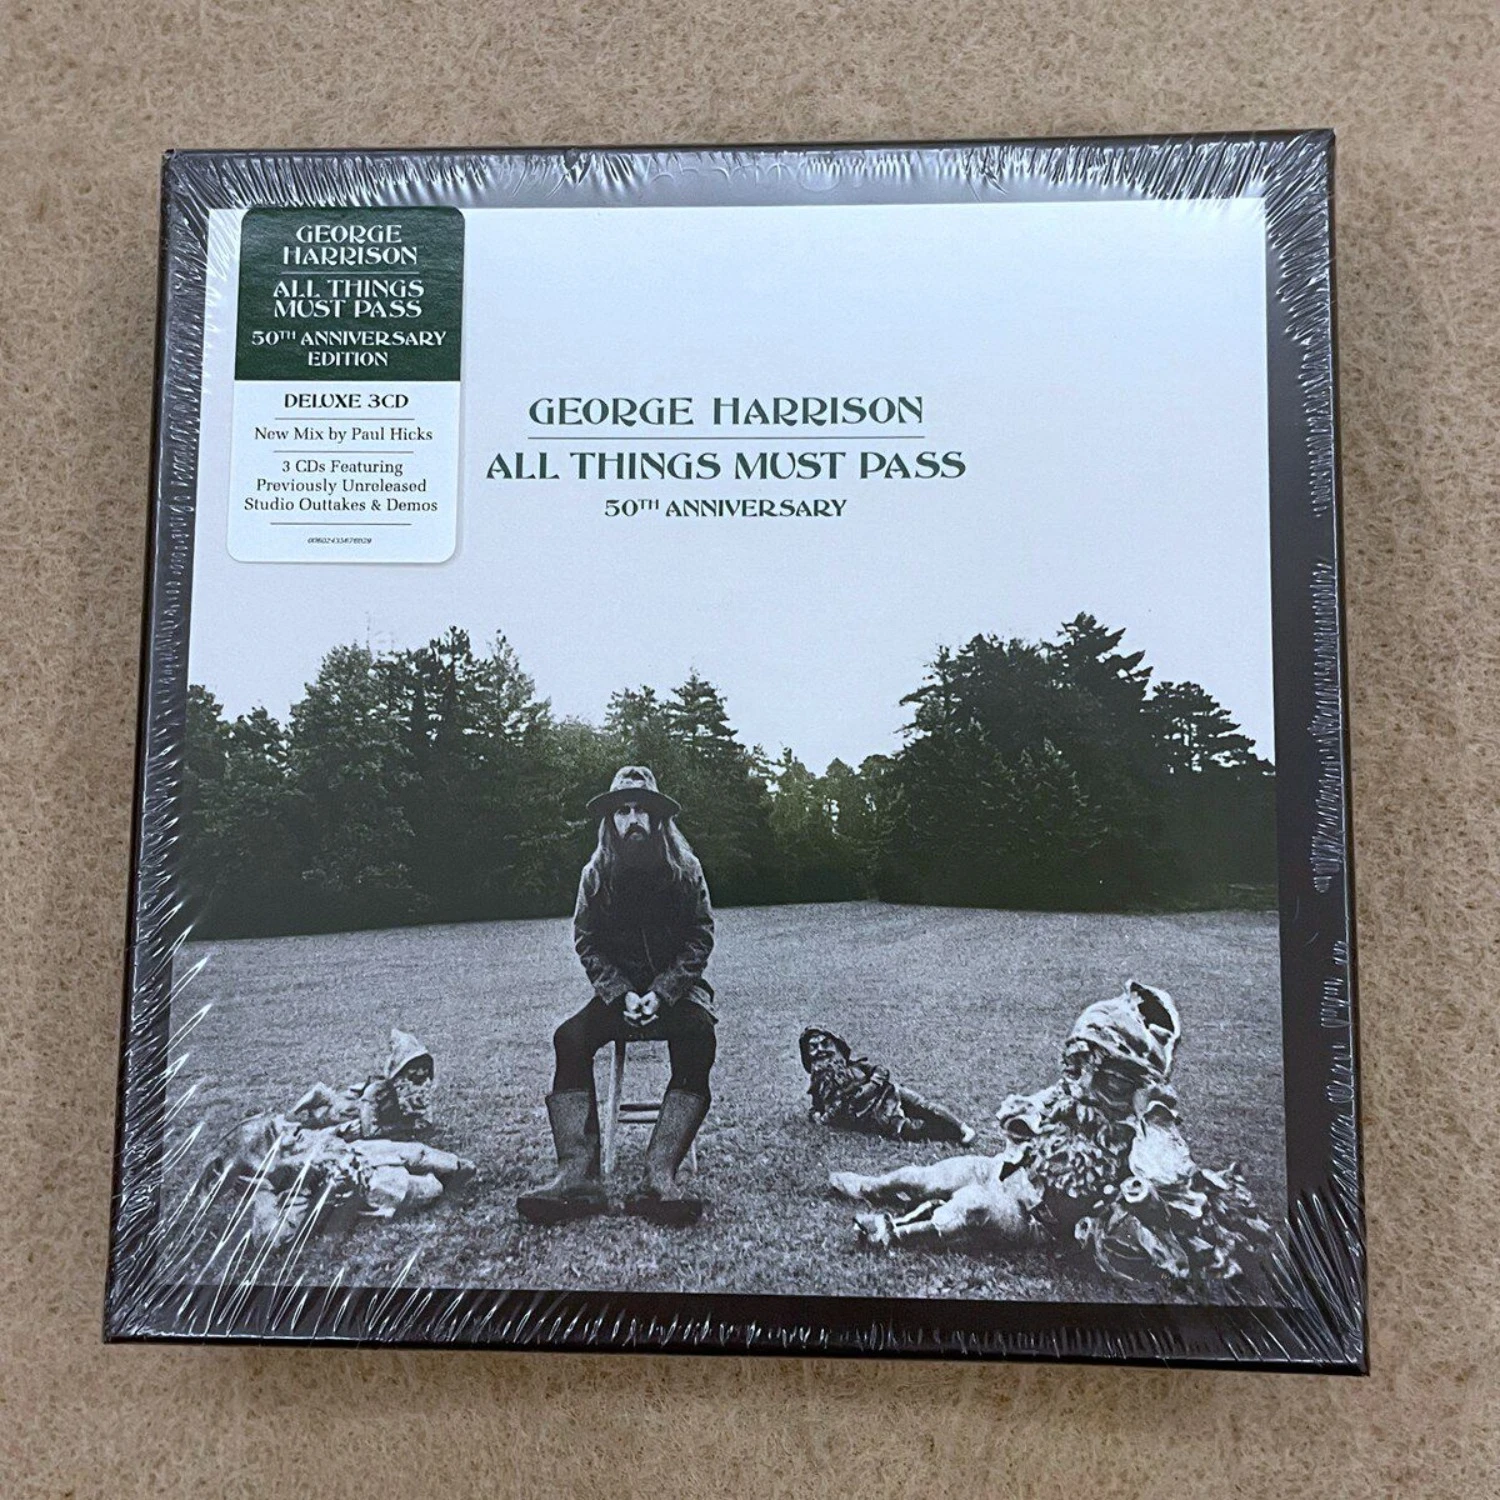 GEORGE
HARRISON
ALL THINGS
MUST PASS
50TH ANNIVERSARY
EDITION
DELUXE 3CD
New Mix by Paul Hicks
3 CDs Featuring
Previously Unreleased
Studio Outtakes & Demos
GEORGE HARRISON
ALL THINGS MUST PASS
50TH ANNIVERSARY